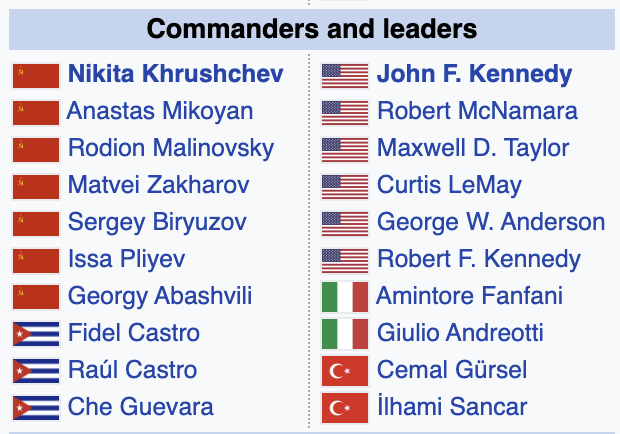 Commanders and leaders
Nikita Khrushchev
Anastas Mikoyan
Rodion Malinovsky
Matvei Zakharov
Sergey Biryuzov
Issa Pliyev
Georgy Abashvili
Fidel Castro
Raúl Castro
Che Guevara
John F. Kennedy
Robert McNamara
Maxwell D. Taylor
Curtis LeMay
George W. Anderson
Robert F. Kennedy
Amintore Fanfani
Giulio Andreotti
Cemal Gürsel
İlhami Sancar